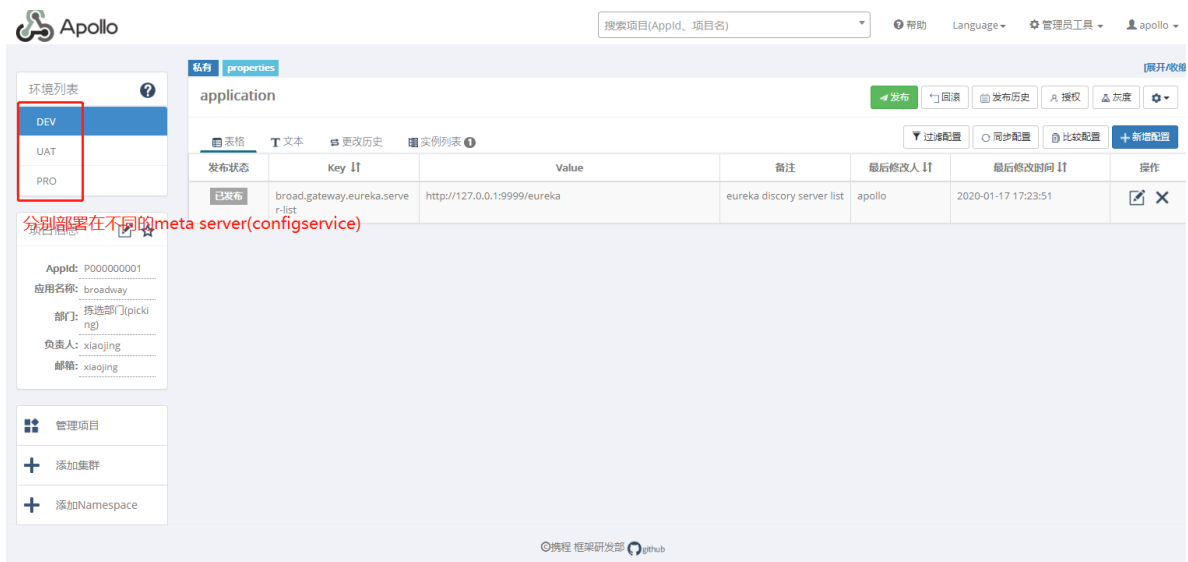 Apollo
搜索项目(AppId、项目名)
帮助
Language
管理员工具
apollo
环境列表
DEV
UAT
PRO
分别部署在不同的meta server(configservice)
项目信息
AppId: P000000001
应用名称: broadway
部门: 拣选部门(picki
ng)
负责人: xiaojing
邮箱: xiaojing
管理项目
添加集群
添加Namespace
私有 properties
[展开/收缩
application
发布 回滚 发布历史 授权 灰度
表格 文本 更改历史 实例列表 1
过滤配置 同步配置 比较配置 新增配置
发布状态 Key Value 备注 最后修改人 最后修改时间 操作
已发布 broad.gateway.eureka.serve http://127.0.0.1:9999/eureka eureka discory server list apollo 2020-01-17 17:23:51
r-list
©携程 框架研发部 github